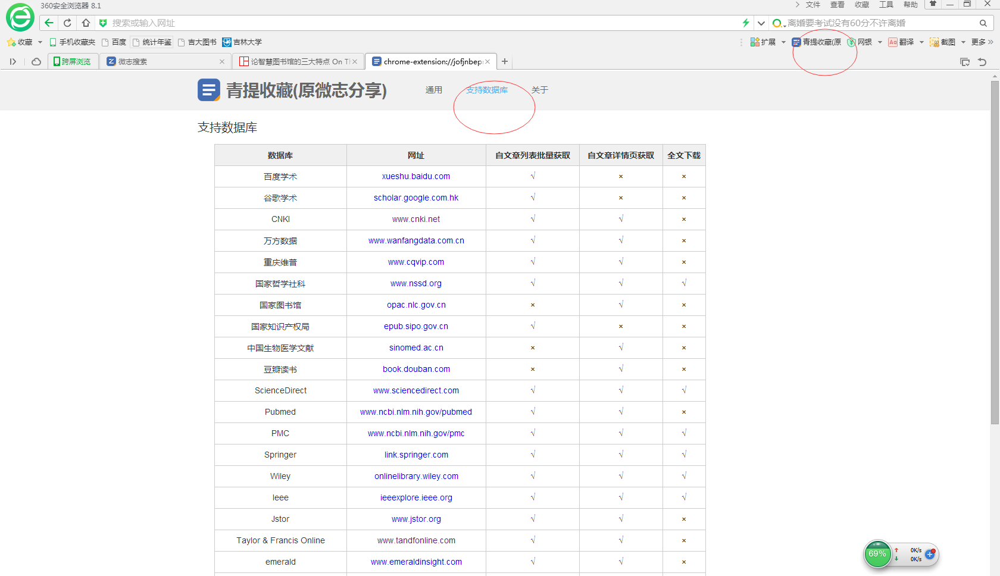 360安全浏览器 8.1
文件 查看 收藏 工具 帮助
搜索或输入网址
离婚要考试没有60分不许离婚
收藏 手机收藏夹 百度 统计年鉴 吉大图书 吉林大学
扩展 青提收藏(原 网银 Aa 翻译 截图 更多 »
跨屏浏览 微志搜索 论智慧图书馆的三大特点 On Th chrome-extension://jofjnbep
青提收藏(原微志分享) 通用 支持数据库 关于
支持数据库
数据库 网址 自文章列表批量获取 自文章详情页获取 全文下载
百度学术 xueshu.baidu.com √ × ×
谷歌学术 scholar.google.com.hk √ × ×
CNKI www.cnki.net √ √ ×
万方数据 www.wanfangdata.com.cn √ √ ×
重庆维普 www.cqvip.com √ √ ×
国家哲学社科 www.nssd.org √ √ √
国家图书馆 opac.nlc.gov.cn × √ ×
国家知识产权局 epub.sipo.gov.cn √ × ×
中国生物医学文献 sinomed.ac.cn × √ ×
豆瓣读书 book.douban.com × √ ×
ScienceDirect www.sciencedirect.com √ √ √
Pubmed www.ncbi.nlm.nih.gov/pubmed √ √ ×
PMC www.ncbi.nlm.nih.gov/pmc √ √ √
Springer link.springer.com √ √ √
Wiley onlinelibrary.wiley.com √ √ √
Ieee ieeexplore.ieee.org √ √ √
Jstor www.jstor.org √ √ ×
Taylor & Francis Online www.tandfonline.com √ √ ×
emerald www.emeraldinsight.com √ √ ×
69% 0K/s
0K/s